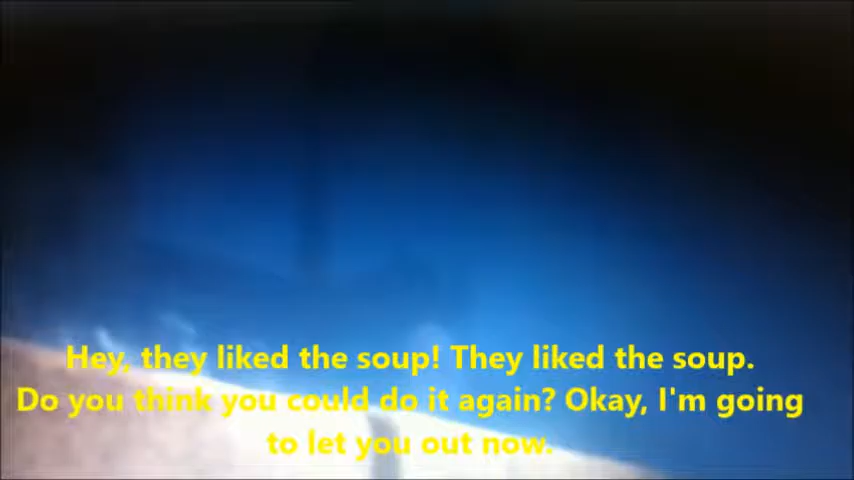 Hey, they liked the soup! They liked the soup.
Do you think you could do it again? Okay, I'm going
to let you out now.